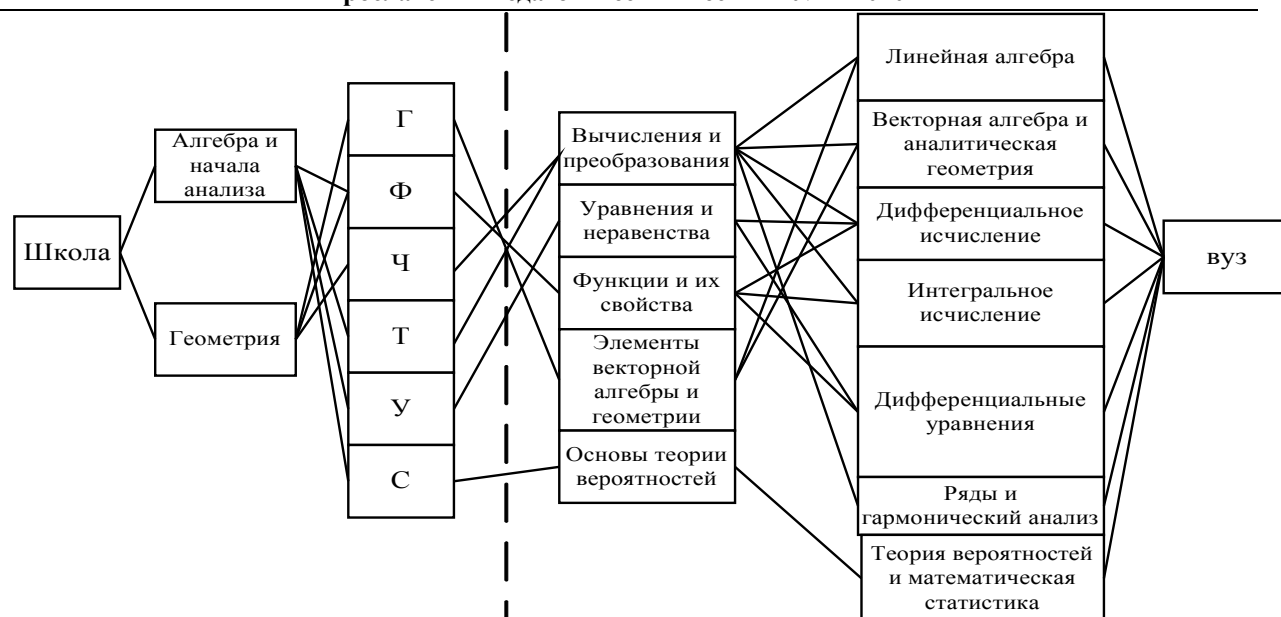 Школа
Алгебра и
начала
анализа
Геометрия
Г
Ф
Ч
Т
У
С
Вычисления и
преобразования
Уравнения и
неравенства
Функции и их
свойства
Элементы
векторной
алгебры и
геометрии
Основы теории
вероятностей
Линейная алгебра
Векторная алгебра и
аналитическая
геометрия
Дифференциальное
исчисление
Интегральное
исчисление
Дифференциальные
уравнения
Ряды и
гармонический анализ
Теория вероятностей
и математическая
статистика
вуз